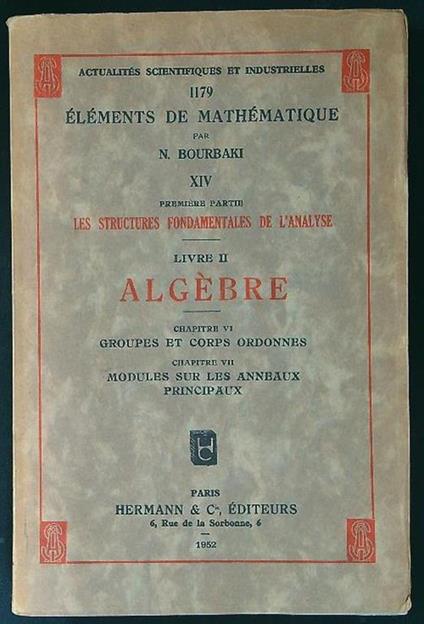 ACTUALITÉS SCIENTIFIQUES ET INDUSTRIELLES
1179
ÉLÉMENTS DE MATHÉMATIQUE
PAR
N. BOURBAKI
XIV
PREMIÈRE PARTIE
LES STRUCTURES FONDAMENTALES DE L'ANALYSE
LIVRE II
ALGÈBRE
CHAPITRE VI
GROUPES ET CORPS ORDONNES
CHAPITRE VII
MODULES SUR LES ANNEAUX
PRINCIPAUX
HC
PARIS
HERMANN & Cie, ÉDITEURS
6, Rue de la Sorbonne, 6
1952